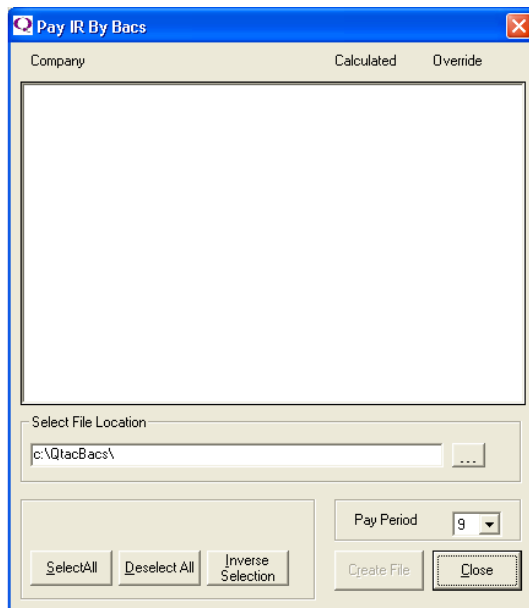 Pay IR By Bacs
Company Calculated Override
Select File Location
c:\QtacBacs\
...
Pay Period 9
SelectAll Deselect All Inverse Selection Create File Close